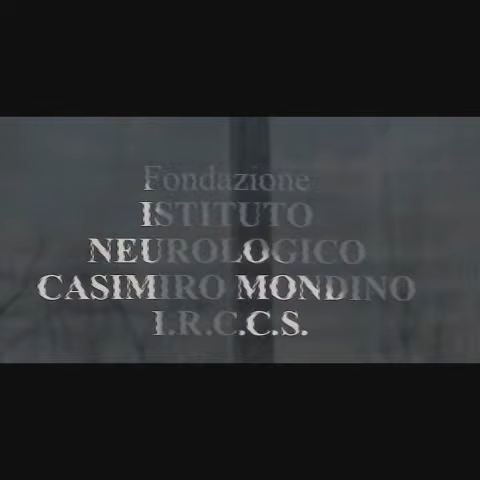 Fondazione
ISTITUTO
NEUROLOGICO
CASIMIRO MONDINO
I.R.C.C.S.